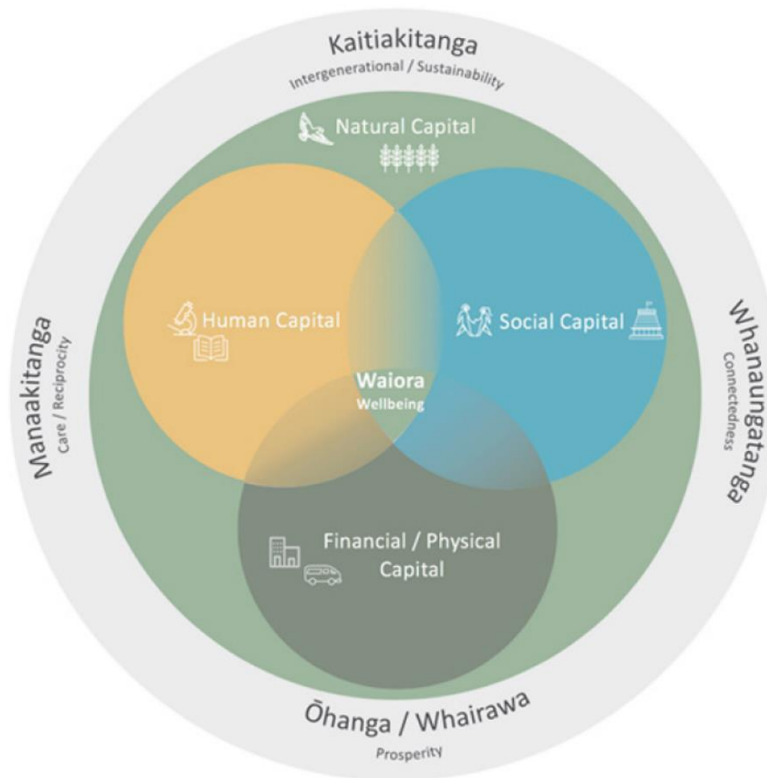 Kaitiakitanga
Intergenerational / Sustainability
Natural Capital
Human Capital
Social Capital
Waiora
Wellbeing
Manaakitanga
Care / Reciprocity
Whanaungatanga
Connectedness
Financial / Physical
Capital
Ōhanga / Whairawa
Prosperity